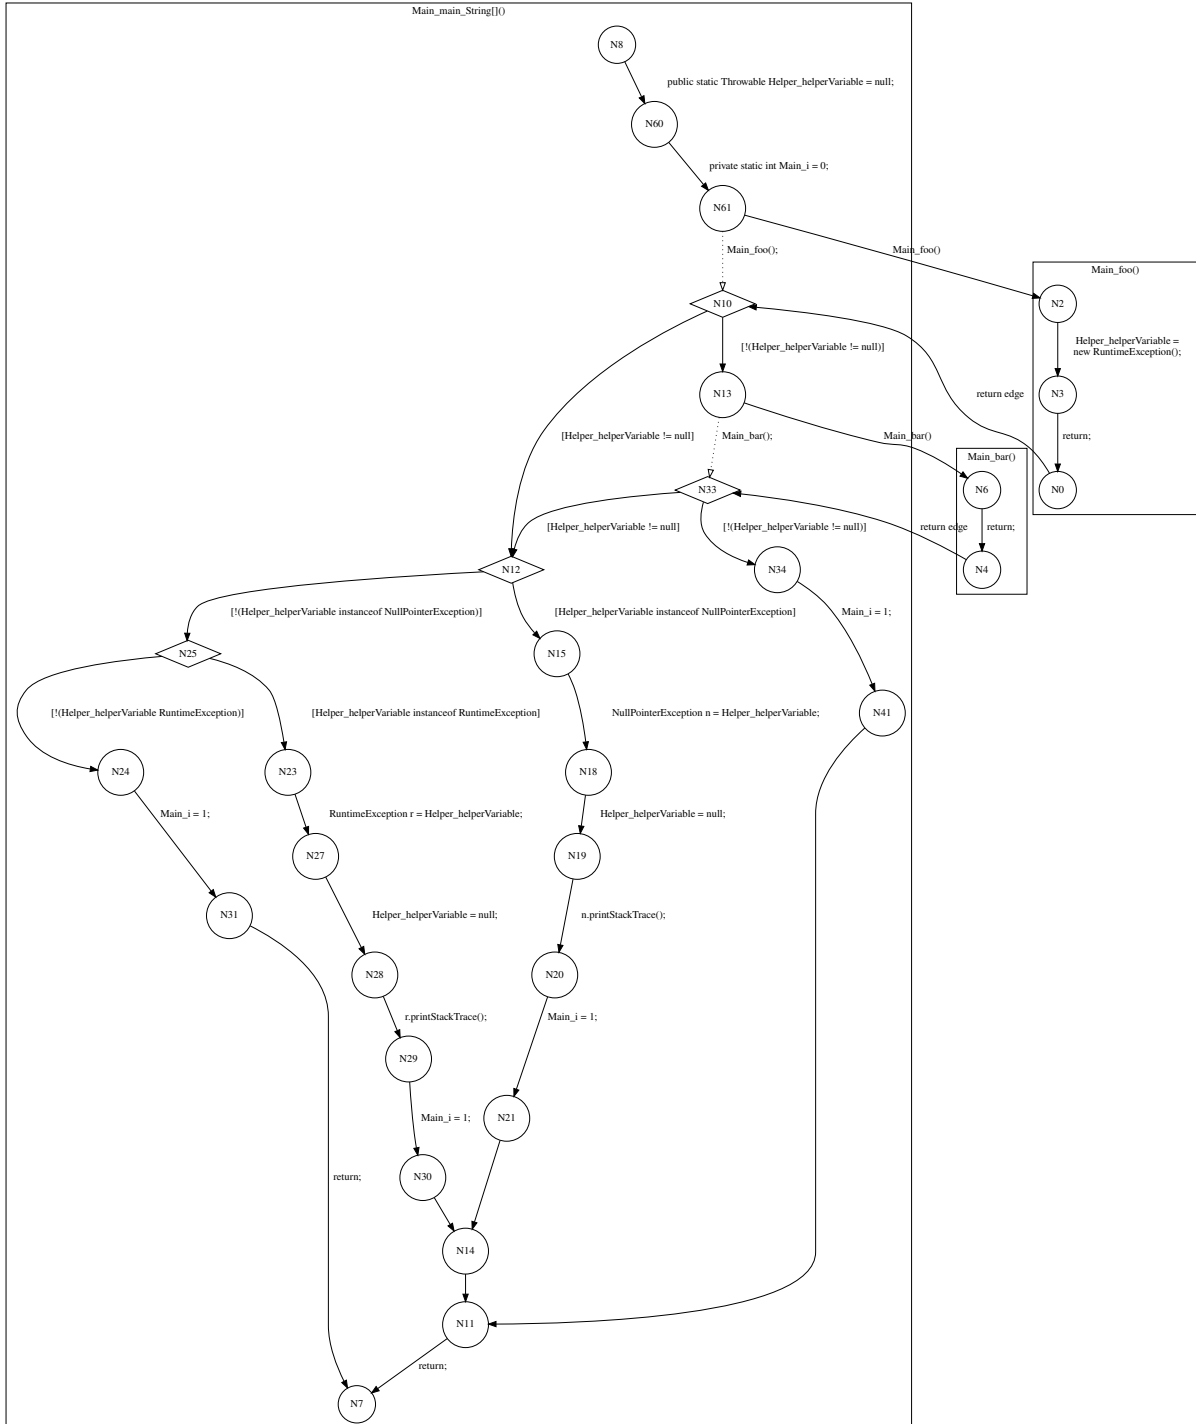 Main_main_String[]()
N8
public static Throwable Helper_helperVariable = null;
N60
private static int Main_i = 0;
N61
Main_foo();
Main_foo()
Main_foo()
N2
N10
Helper_helperVariable =
new RuntimeException();
[!(Helper_helperVariable != null)]
N13
return edge
N3
[Helper_helperVariable != null]
Main_bar();
Main_bar()
return;
Main_bar()
N33
N6
N0
[Helper_helperVariable != null]
[!(Helper_helperVariable != null)]
return edge
return;
N12
N34
N4
[!(Helper_helperVariable instanceof NullPointerException)]
[Helper_helperVariable instanceof NullPointerException]
Main_i = 1;
N25
N15
[!(Helper_helperVariable RuntimeException)]
[Helper_helperVariable instanceof RuntimeException]
NullPointerException n = Helper_helperVariable;
N41
N24
N23
N18
Main_i = 1;
RuntimeException r = Helper_helperVariable;
Helper_helperVariable = null;
N27
N19
N31
Helper_helperVariable = null;
n.printStackTrace();
N28
N20
r.printStackTrace();
Main_i = 1;
N29
Main_i = 1;
N21
return;
N30
N14
N11
return;
N7